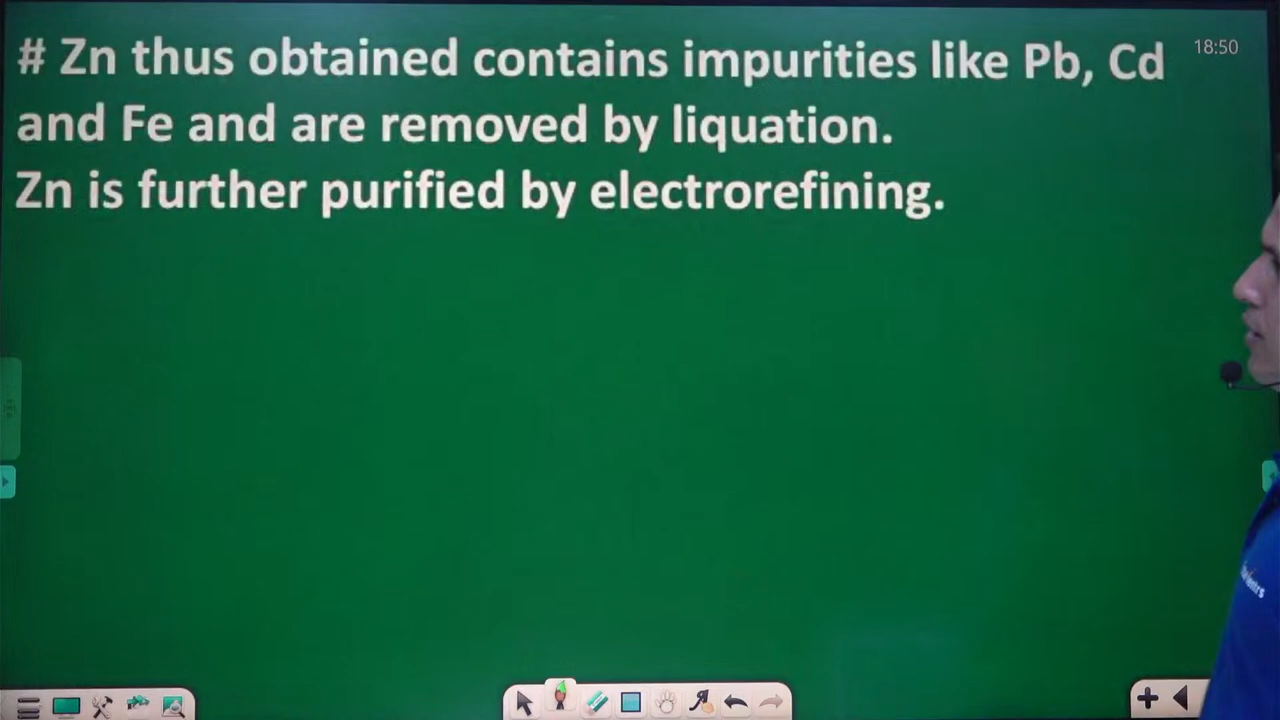 # Zn thus obtained contains impurities like Pb, Cd
18:50
and Fe and are removed by liquation.
Zn is further purified by electrorefining.